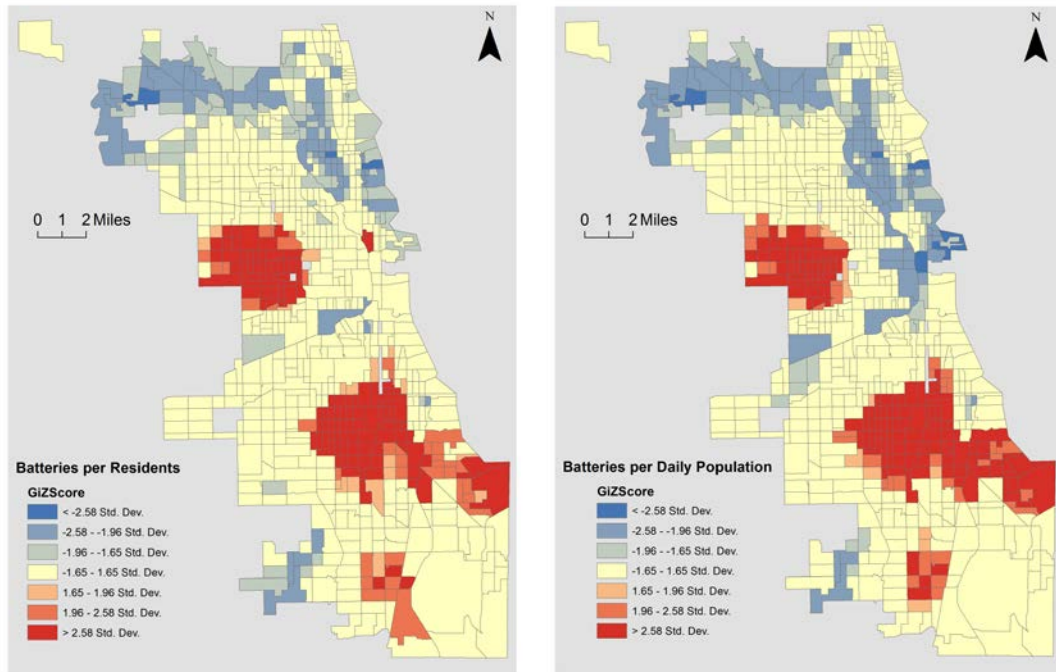 N
0 1 2 Miles
Batteries per Residents
GiZScore
< -2.58 Std. Dev.
-2.58 - -1.96 Std. Dev.
-1.96 - -1.65 Std. Dev.
-1.65 - 1.65 Std. Dev.
1.65 - 1.96 Std. Dev.
1.96 - 2.58 Std. Dev.
> 2.58 Std. Dev.
N
0 1 2 Miles
Batteries per Daily Population
GiZScore
< -2.58 Std. Dev.
-2.58 - -1.96 Std. Dev.
-1.96 - -1.65 Std. Dev.
-1.65 - 1.65 Std. Dev.
1.65 - 1.96 Std. Dev.
1.96 - 2.58 Std. Dev.
> 2.58 Std. Dev.